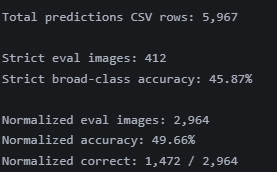 Total predictions CSV rows: 5,967
Strict eval images: 412
Strict broad-class accuracy: 45.87%
Normalized eval images: 2,964
Normalized accuracy: 49.66%
Normalized correct: 1,472 / 2,964